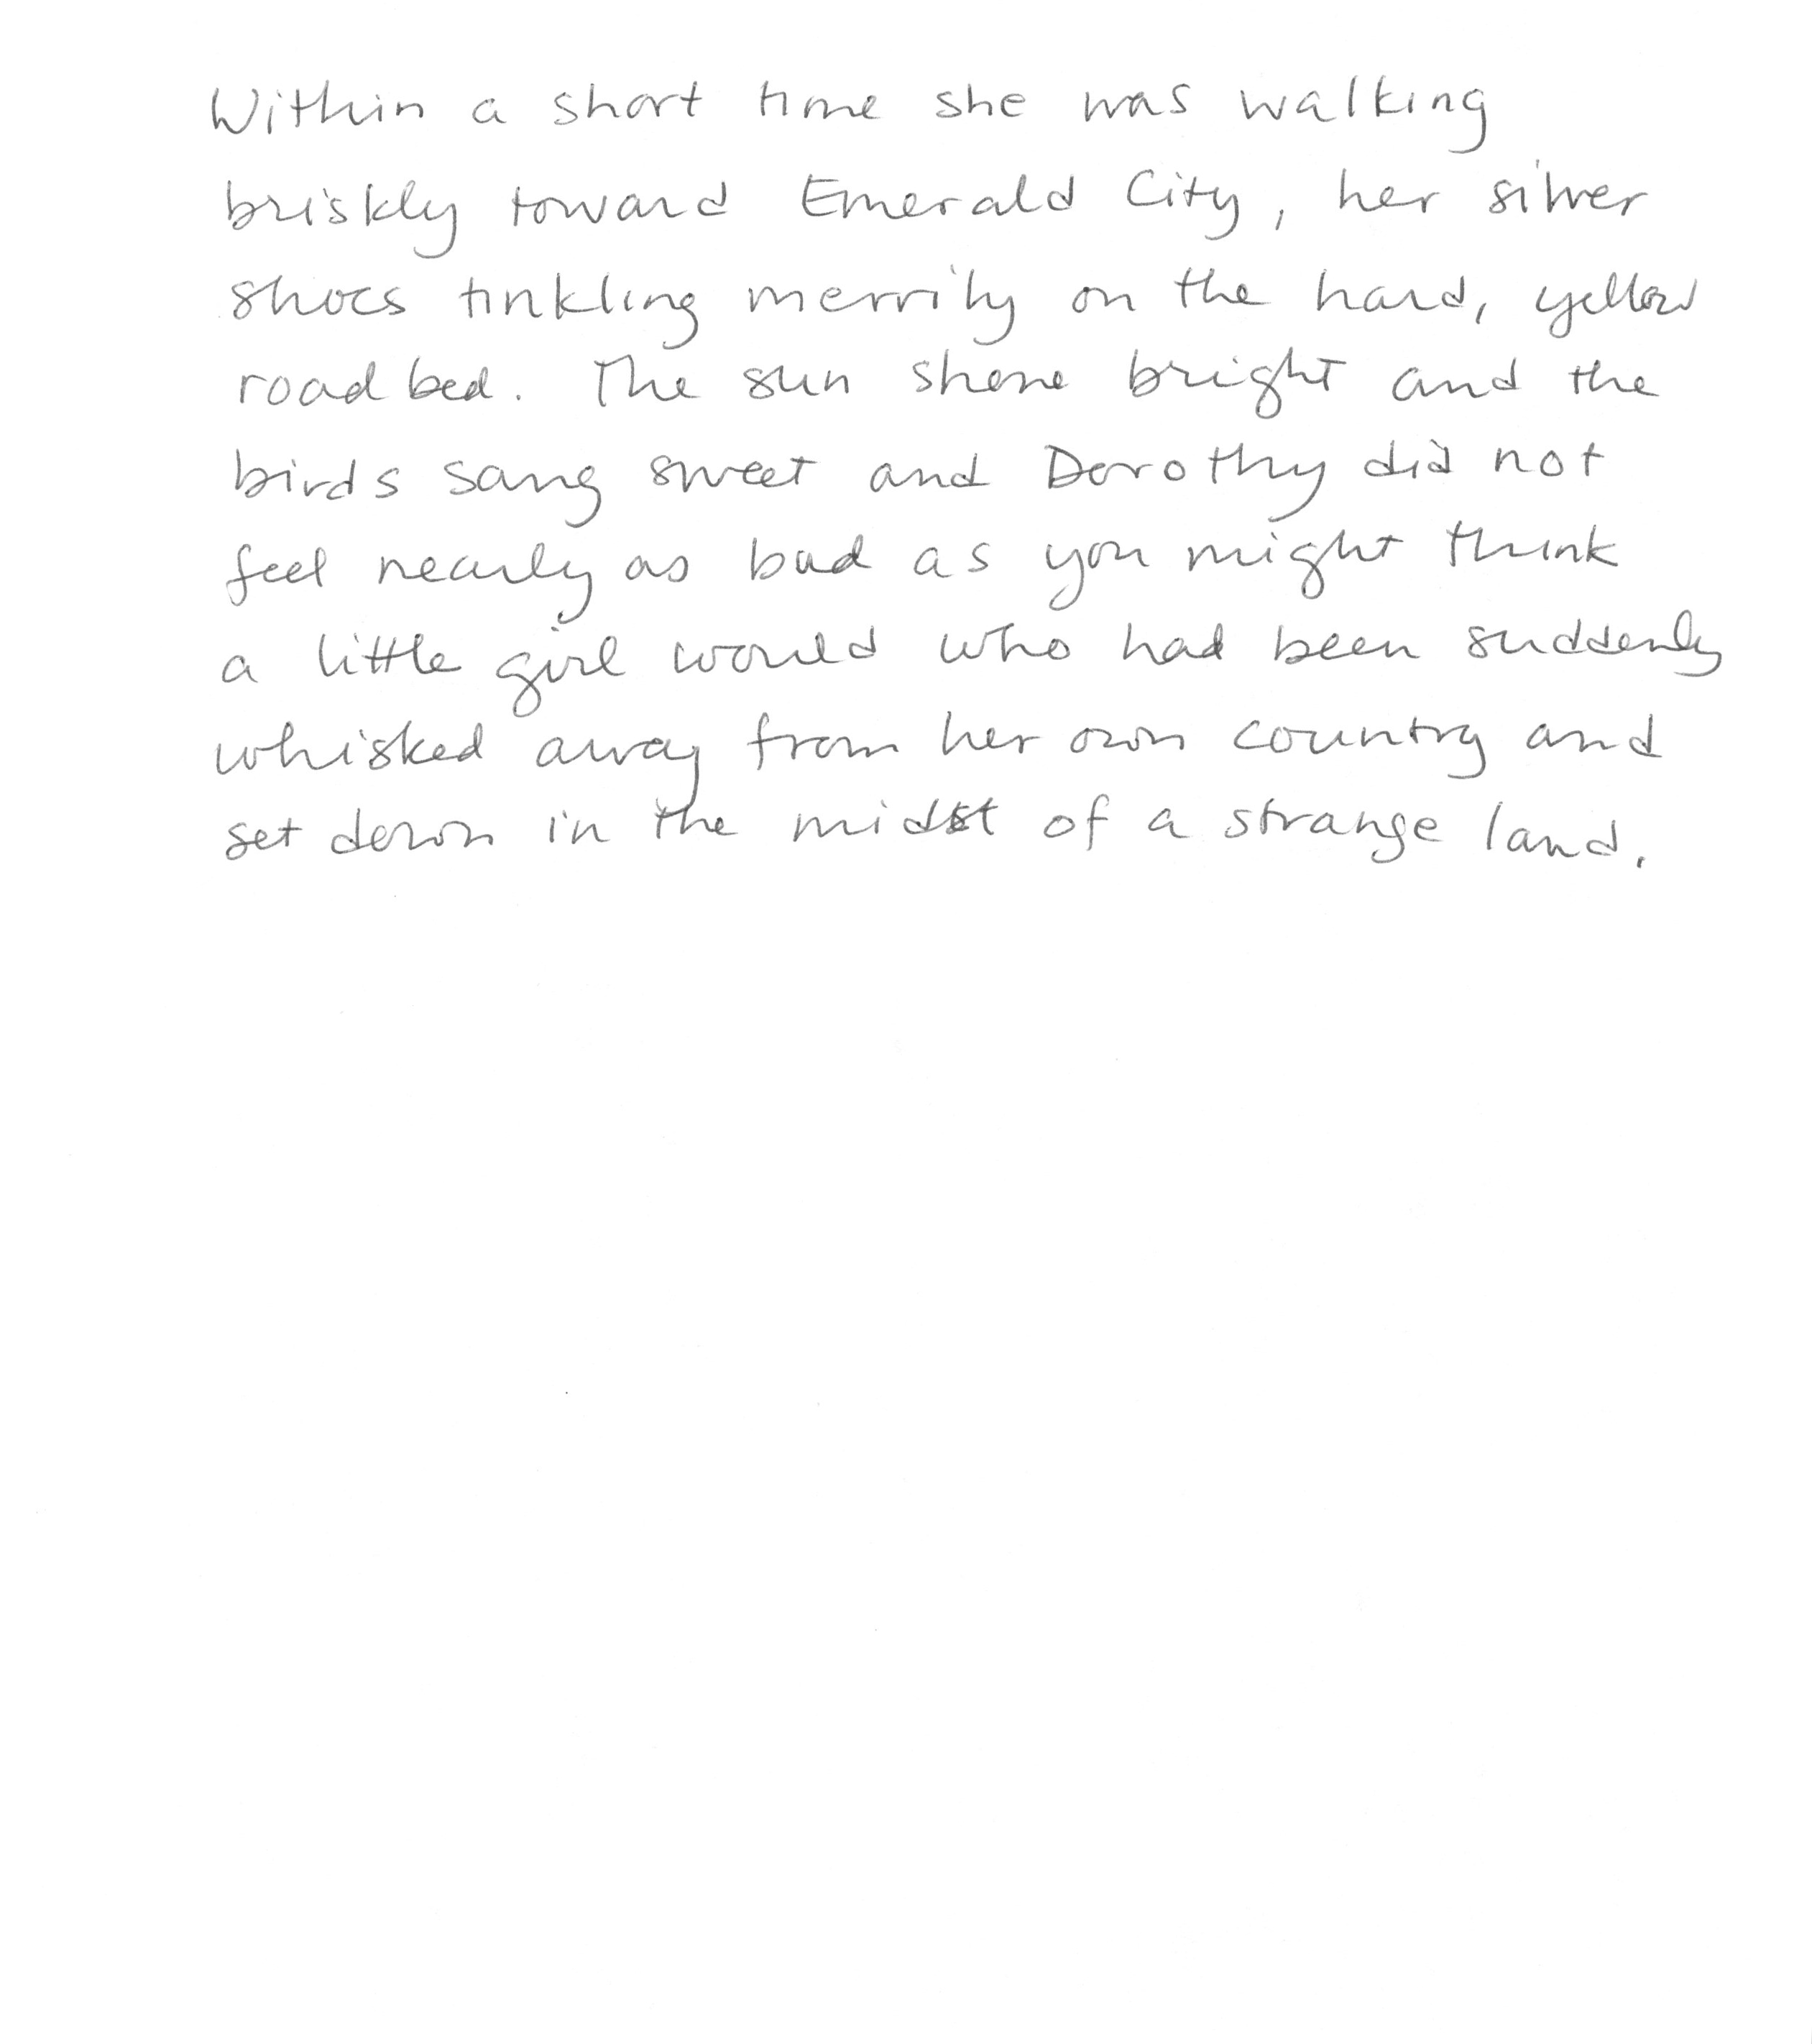 Within a short time she was walking
briskly toward Emerald City, her silver
shoes tinkling merrily on the hard, yellow
road bed. The sun shone bright and the
birds sang sweet and Dorothy did not
feel nearly as bad as you might think
a little girl would who had been suddenly
whisked away from her own country and
set down in the midst of a strange land.